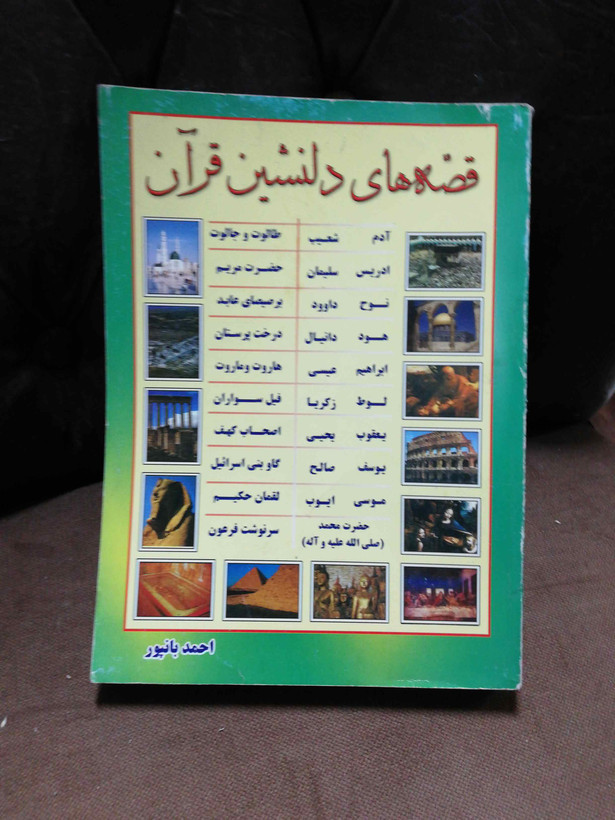 قصّه‌های دلنشین قرآن
آدم شعیب طالوت و جالوت
ادریس سلیمان حضرت مریم
نوح داوود برصیصای عابد
هود دانیال درخت پرستان
ابراهیم عیسی هاروت وماروت
لوط زکریا فیل سواران
یعقوب یحیی اصحاب کهف
یوسف صالح گاو بنی اسرائیل
موسی ایوب لقمان حکیم
حضرت محمد
(صلی الله علیه و آله) سرنوشت فرعون
احمد بانپور